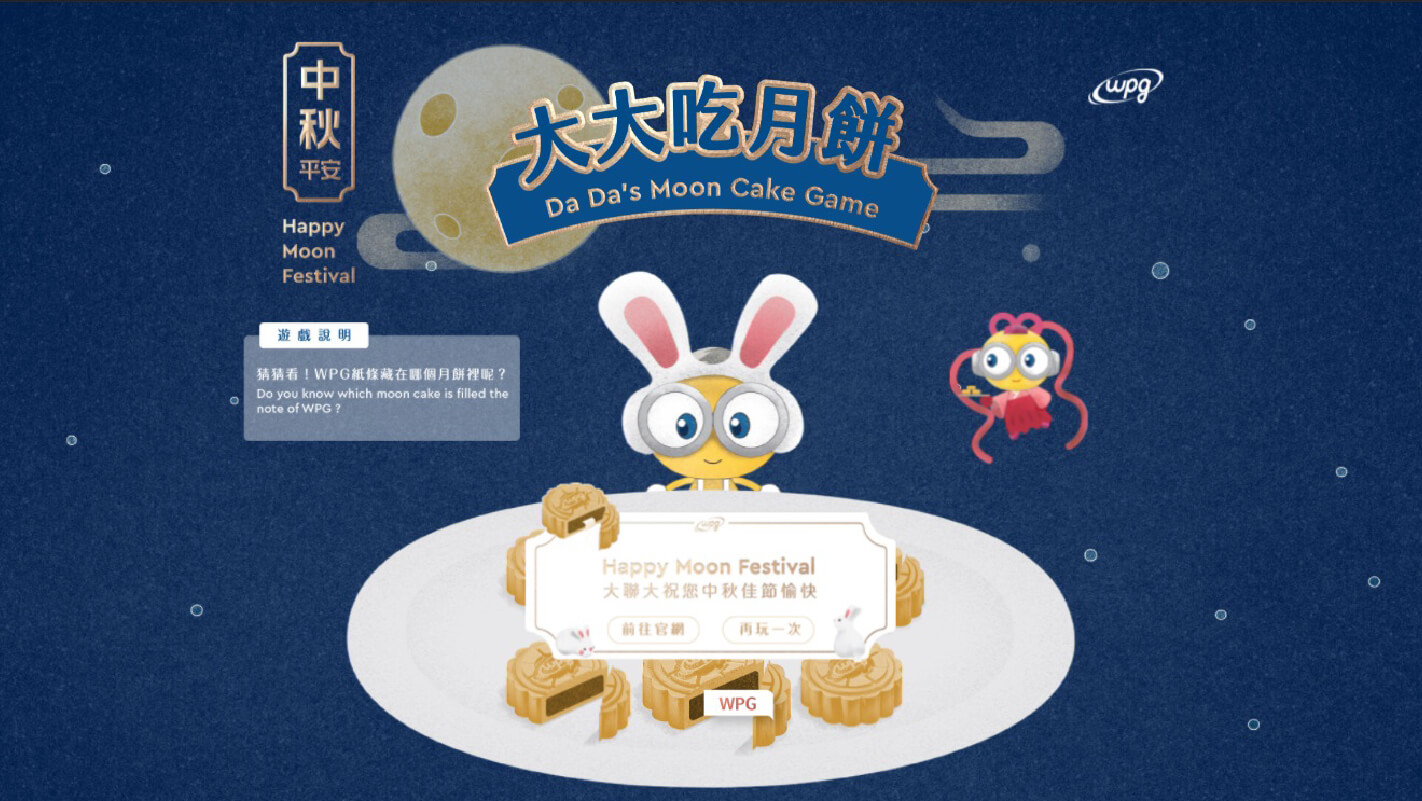 中
秋
平安
Happy
Moon
Festival
大大吃月餅
Da Da's Moon Cake Game
wpg
遊戲說明
猜猜看！WPG紙條藏在哪個月餅裡呢？
Do you know which moon cake is filled the
note of WPG ?
wpg
Happy Moon Festival
大聯大祝您中秋佳節愉快
前往官網
再玩一次
WPG